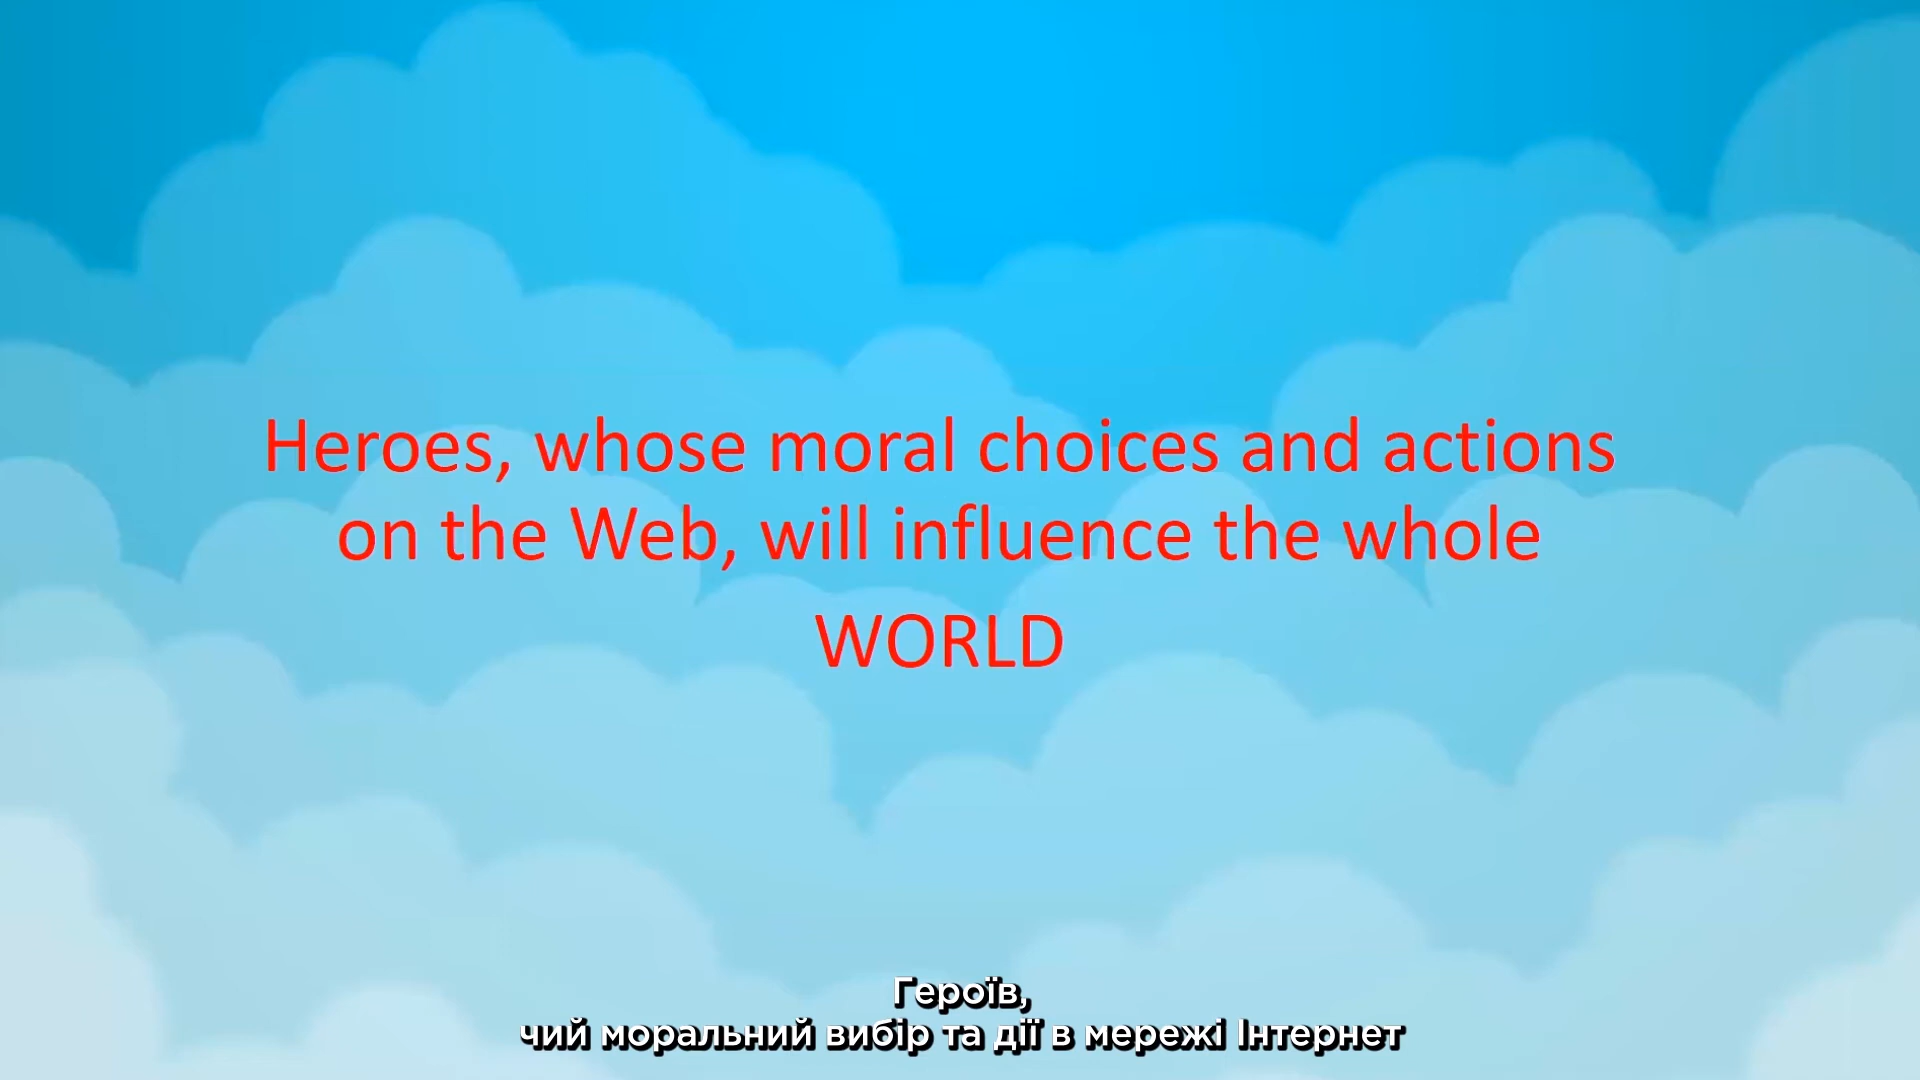 Heroes, whose moral choices and actions
on the Web, will influence the whole
WORLD
Героїв,
чий моральний вибір та дії в мережі Інтернет